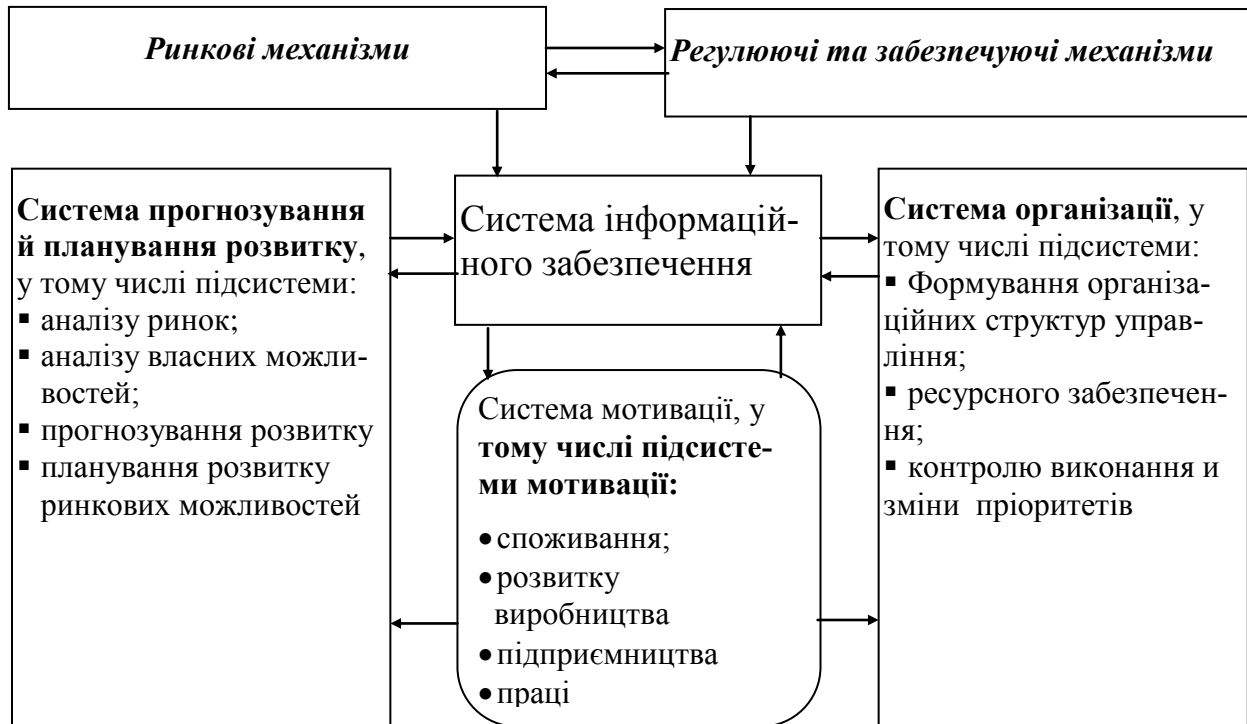 Ринкові механізми
Регулюючі та забезпечуючі механізми
Система прогнозування
й планування розвитку,
у тому числі підсистеми:
▪ аналізу ринок;
▪ аналізу власних можли-
востей;
▪ прогнозування розвитку
▪ планування розвитку
ринкових можливостей
Система інформацій-
ного забезпечення
Система мотивації, у
тому числі підсисте-
ми мотивації:
• споживання;
• розвитку
виробництва
• підприємництва
• праці
Система організації, у
тому числі підсистеми:
▪ Формування організа-
ційних структур управ-
ління;
▪ ресурсного забезпечен-
ня;
▪ контролю виконання и
зміни пріоритетів